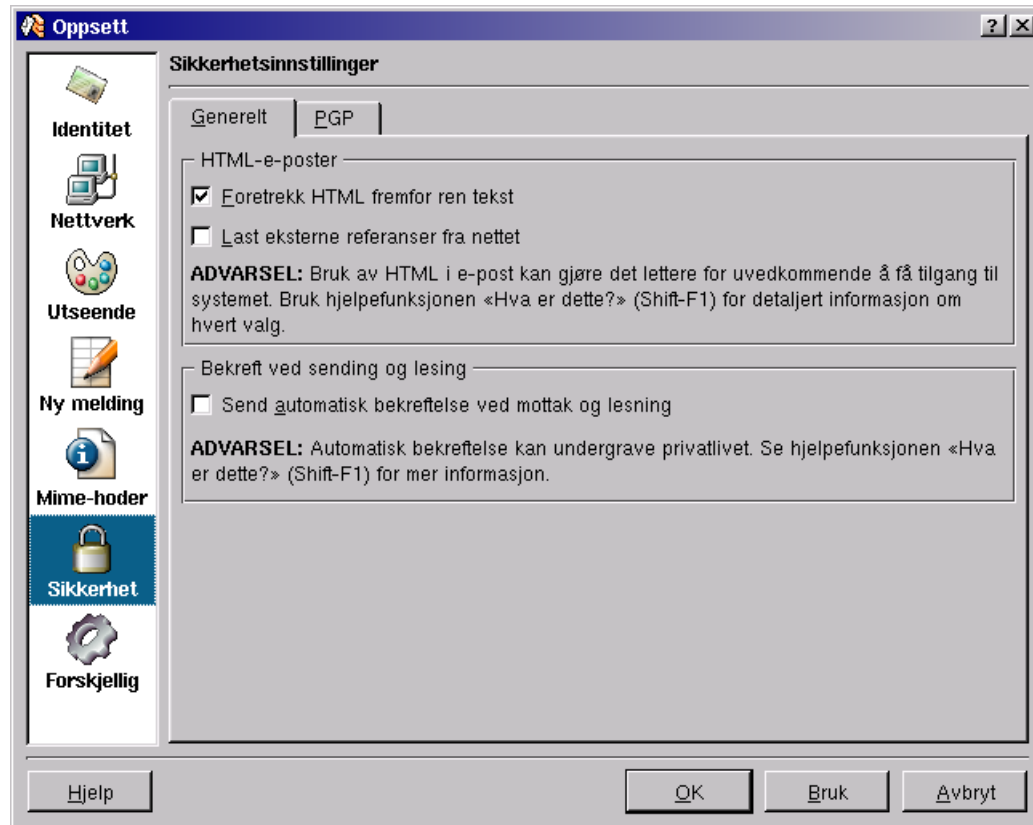 Oppsett
Sikkerhetsinnstillinger
Identitet
Nettverk
Utseende
Ny melding
Mime-hoder
Sikkerhet
Forskjellig
Generelt
PGP
HTML-e-poster
Foretrekk HTML fremfor ren tekst
Last eksterne referanser fra nettet
ADVARSEL: Bruk av HTML i e-post kan gjøre det lettere for uvedkommende å få tilgang til
systemet. Bruk hjelpefunksjonen «Hva er dette?» (Shift-F1) for detaljert informasjon om
hvert valg.
Bekreft ved sending og lesing
Send automatisk bekreftelse ved mottak og lesning
ADVARSEL: Automatisk bekreftelse kan undergrave privatlivet. Se hjelpefunksjonen «Hva
er dette?» (Shift-F1) for mer informasjon.
Hjelp
OK
Bruk
Avbryt